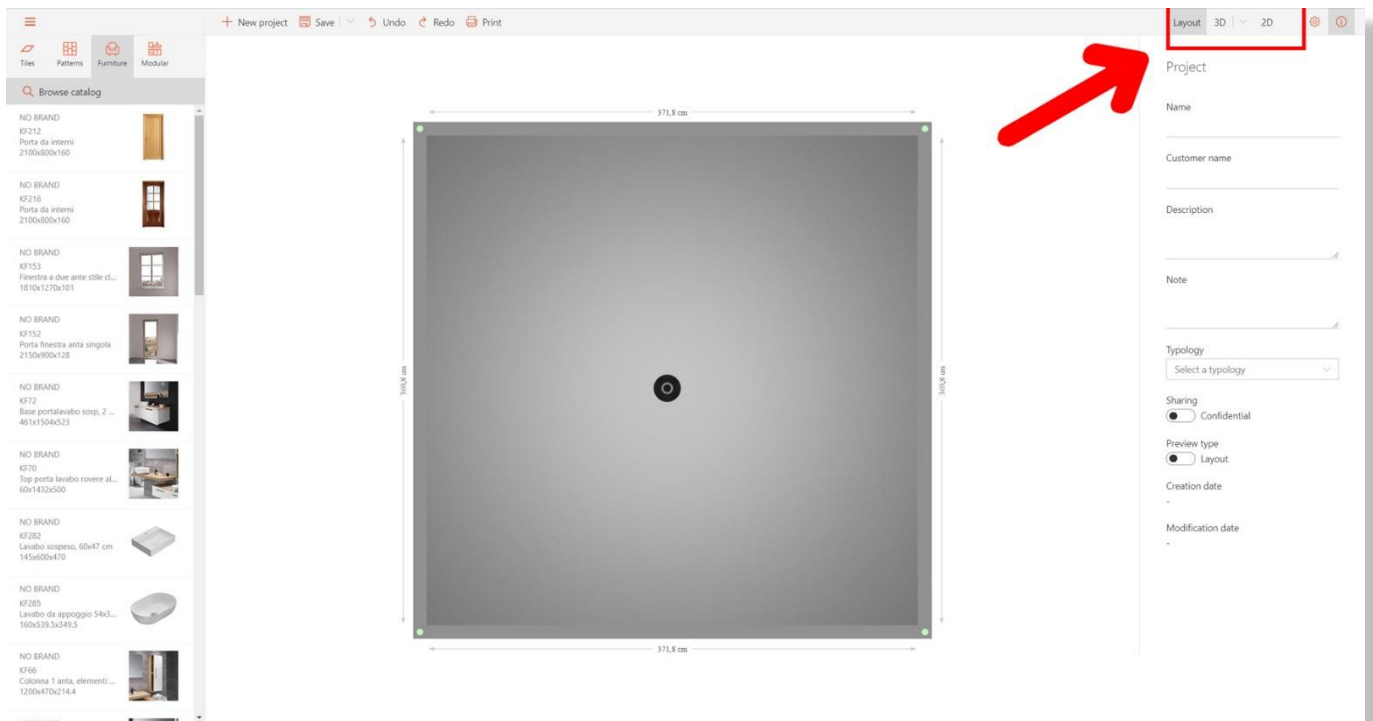 New project Save Undo Redo Print
Layout 3D 2D
Tiles Patterns Furniture Modular
Browse catalog
NO BRAND
KF212
Porta da interni
2100x800x160
NO BRAND
KF216
Porta da interni
2100x800x160
NO BRAND
KF153
Finestra a due ante stile cl...
1810x1270x101
NO BRAND
KF152
Porta finestra anta singola
2150x900x128
NO BRAND
KF72
Base portalavabo sosp, 2 ...
461x1504x523
NO BRAND
KF70
Top porta lavabo rovere al...
60x1432x500
NO BRAND
KF282
Lavabo sospeso, 60x47 cm
145x600x470
NO BRAND
KF285
Lavabo da appoggio 54x3...
160x539.5x349,5
NO BRAND
KF66
Colonna 1 anta, elementi ...
1200x470x214.4
371,8 cm
369,8 cm
369,8 cm
371,8 cm
Project
Name
Customer name
Description
Note
Typology
Select a typology
Sharing
Confidential
Preview type
Layout
Creation date
-
Modification date
-